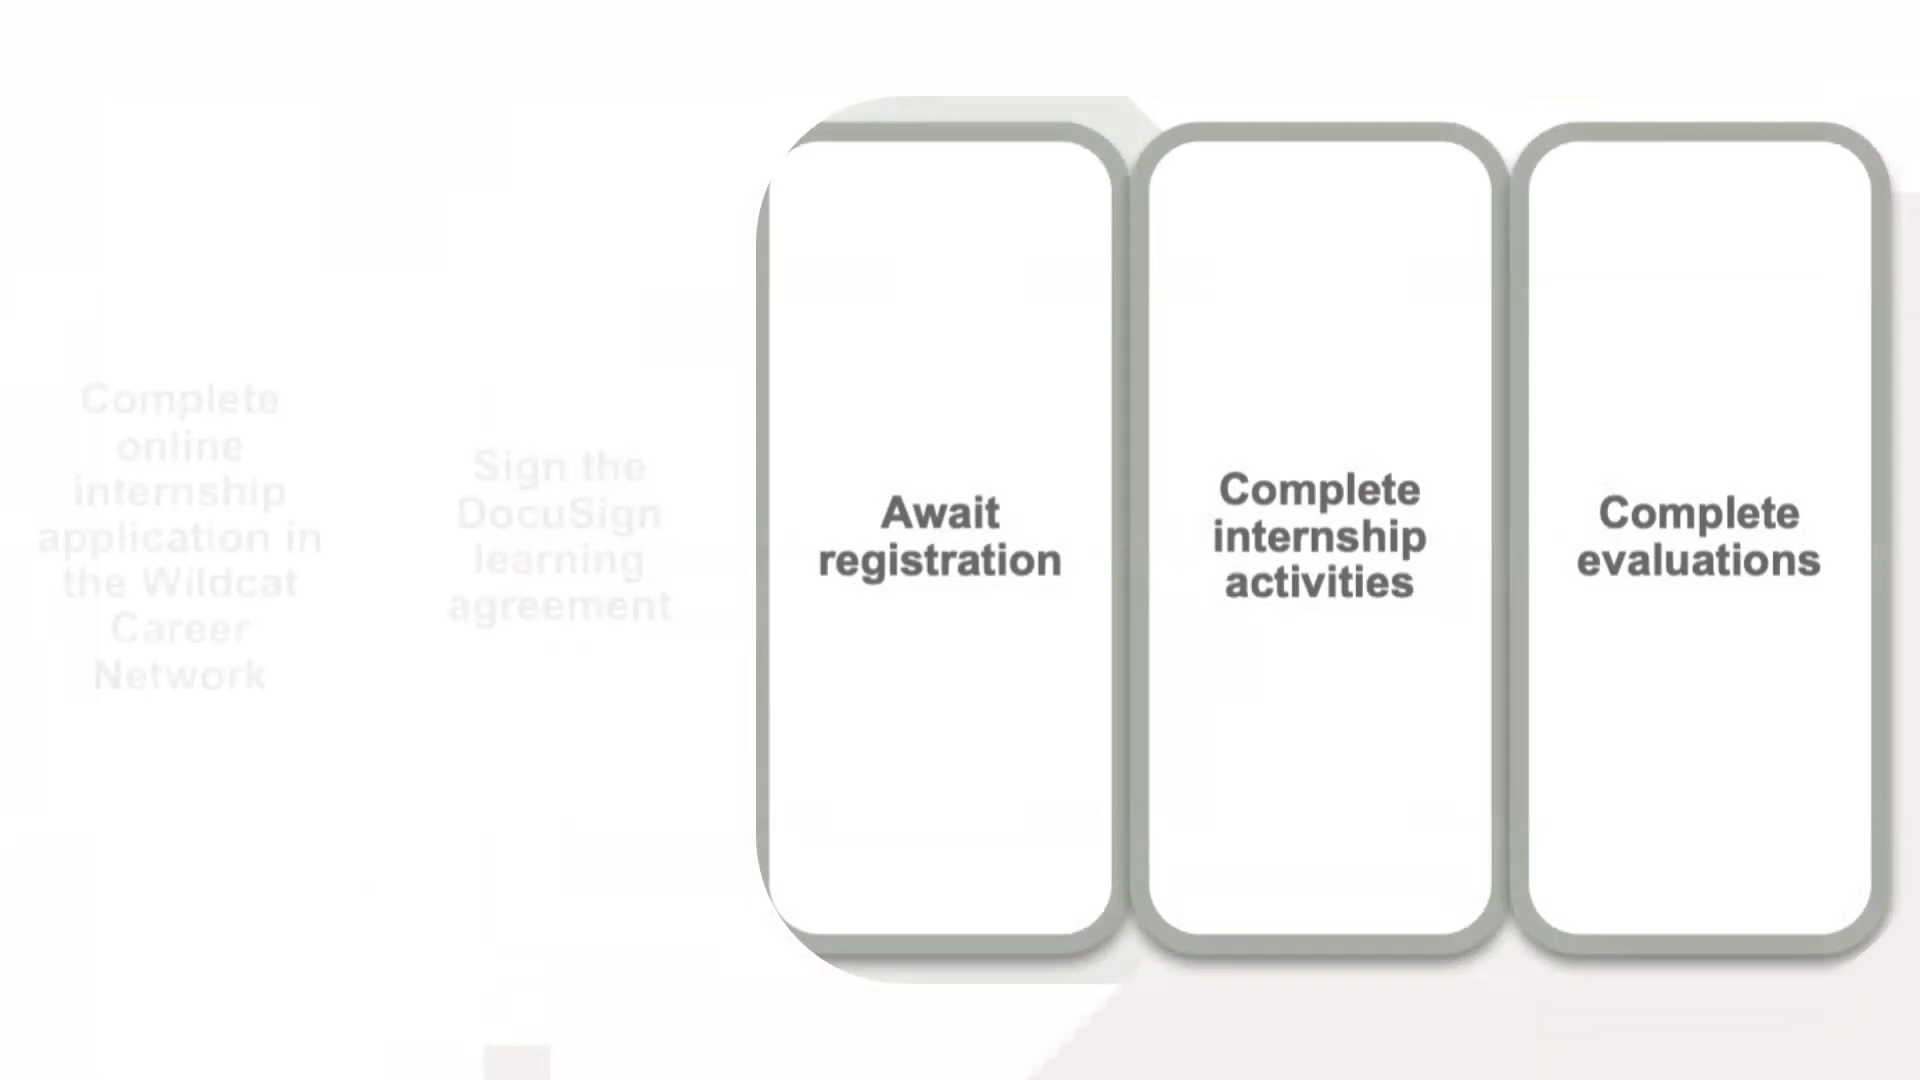 Complete
online
internship
application in
the Wildcat
Career
Network
Sign the
DocuSign
learning
agreement
Await
registration
Complete
internship
activities
Complete
evaluations